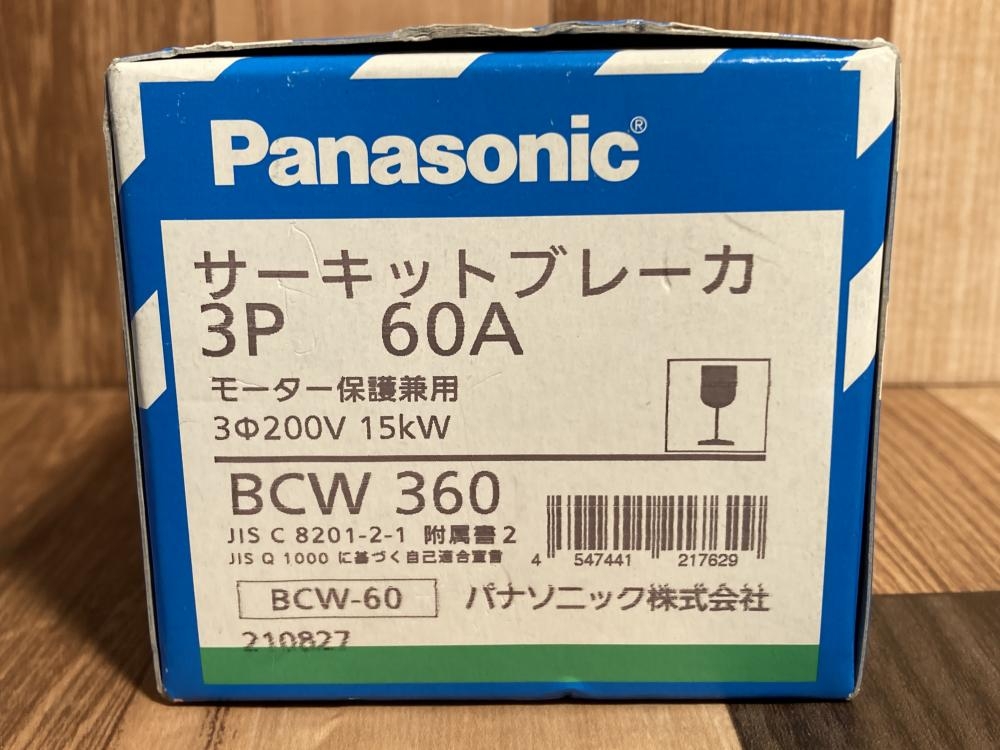 Panasonic®
サーキットブレーカ
3P 60A
モーター保護兼用
3Φ200V 15kW
BCW 360
JIS C 8201-2-1 附属書2
JIS Q 1000 に基づく自己適合宣言
4 547441 217629
BCW-60 パナソニック株式会社
210827